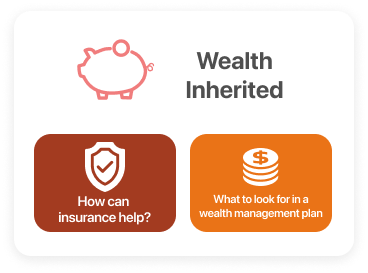 Wealth
Inherited
How can
insurance help?
What to look for in a
wealth management plan